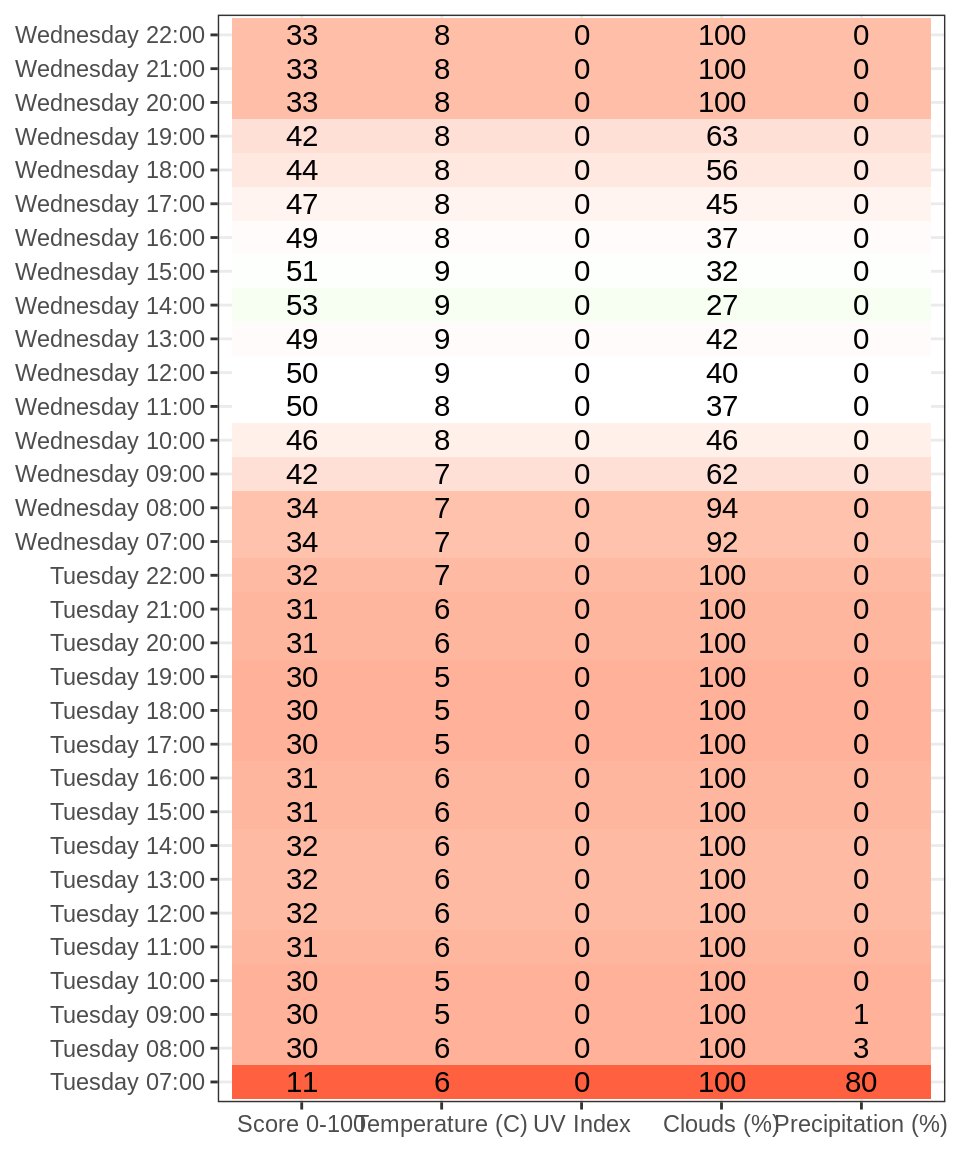 Wednesday 22:00 33 8 0 100 0
Wednesday 21:00 33 8 0 100 0
Wednesday 20:00 33 8 0 100 0
Wednesday 19:00 42 8 0 63 0
Wednesday 18:00 44 8 0 56 0
Wednesday 17:00 47 8 0 45 0
Wednesday 16:00 49 8 0 37 0
Wednesday 15:00 51 9 0 32 0
Wednesday 14:00 53 9 0 27 0
Wednesday 13:00 49 9 0 42 0
Wednesday 12:00 50 9 0 40 0
Wednesday 11:00 50 8 0 37 0
Wednesday 10:00 46 8 0 46 0
Wednesday 09:00 42 7 0 62 0
Wednesday 08:00 34 7 0 94 0
Wednesday 07:00 34 7 0 92 0
Tuesday 22:00 32 7 0 100 0
Tuesday 21:00 31 6 0 100 0
Tuesday 20:00 31 6 0 100 0
Tuesday 19:00 30 5 0 100 0
Tuesday 18:00 30 5 0 100 0
Tuesday 17:00 30 5 0 100 0
Tuesday 16:00 31 6 0 100 0
Tuesday 15:00 31 6 0 100 0
Tuesday 14:00 32 6 0 100 0
Tuesday 13:00 32 6 0 100 0
Tuesday 12:00 32 6 0 100 0
Tuesday 11:00 31 6 0 100 0
Tuesday 10:00 30 5 0 100 0
Tuesday 09:00 30 5 0 100 1
Tuesday 08:00 30 6 0 100 3
Tuesday 07:00 11 6 0 100 80
Score 0-100 Temperature (C) UV Index Clouds (%) Precipitation (%)